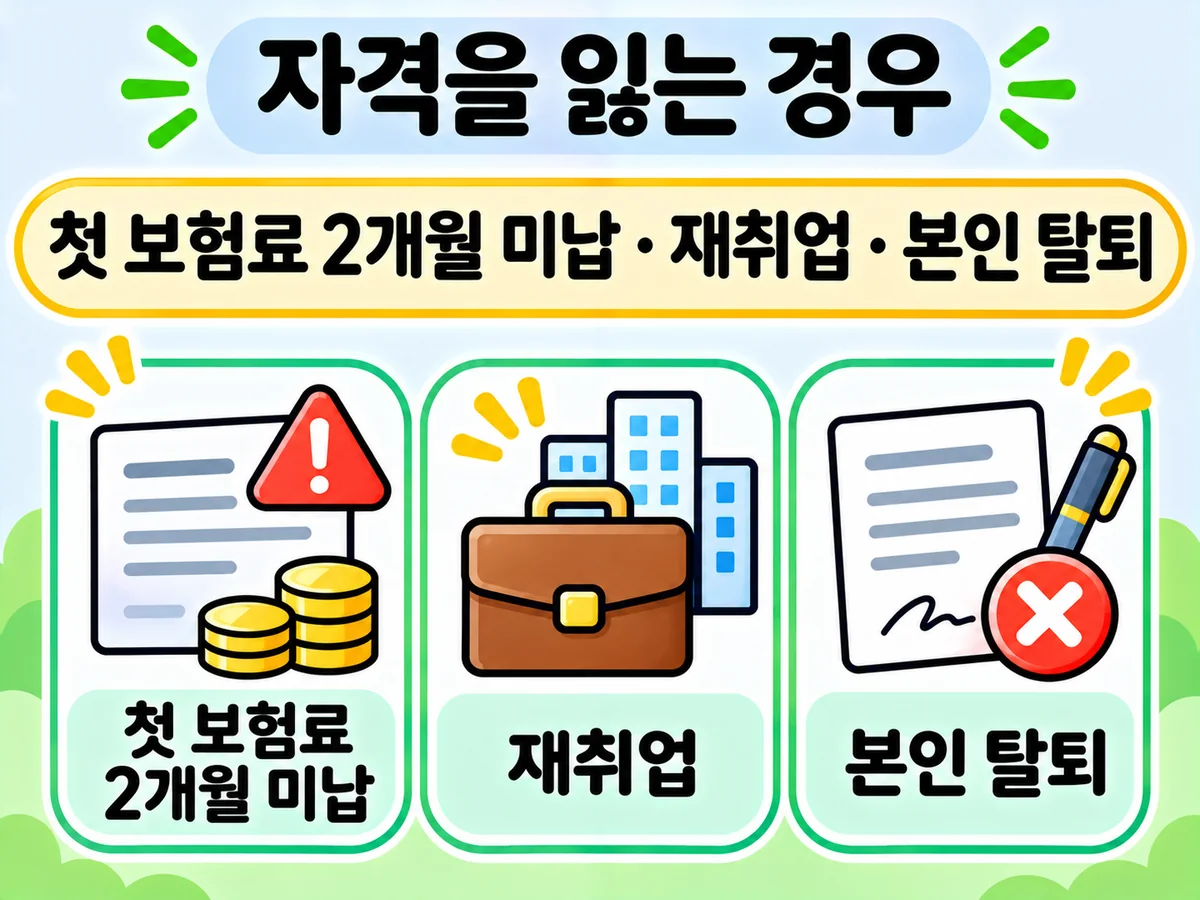 자격을 잃는 경우
첫 보험료 2개월 미납 · 재취업 · 본인 탈퇴
첫 보험료
2개월 미납
재취업
본인 탈퇴